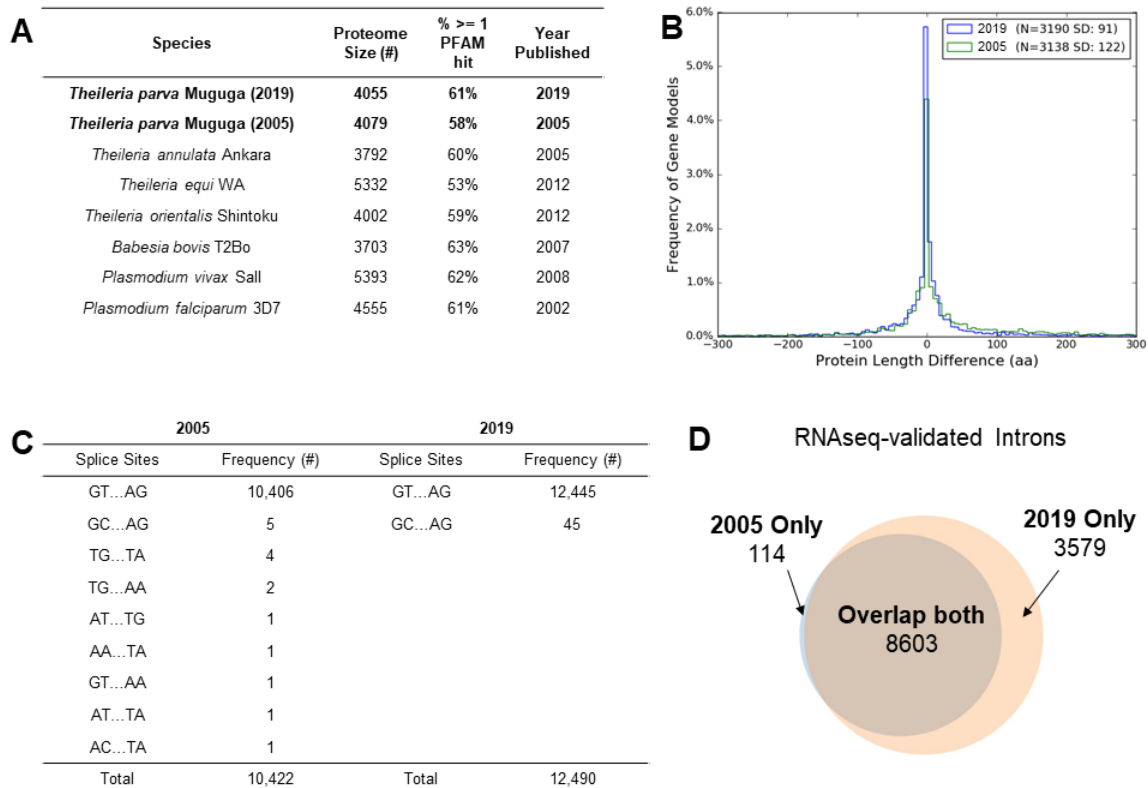 A
Species Proteome Size (#) % >= 1 PFAM hit Year Published
Theileria parva Muguga (2019) 4055 61% 2019
Theileria parva Muguga (2005) 4079 58% 2005
Theileria annulata Ankara 3792 60% 2005
Theileria equi WA 5332 53% 2012
Theileria orientalis Shintoku 4002 59% 2012
Babesia bovis T2Bo 3703 63% 2007
Plasmodium vivax SalI 5393 62% 2008
Plasmodium falciparum 3D7 4555 61% 2002
B
2019 (N=3190 SD: 91)
2005 (N=3138 SD: 122)
Frequency of Gene Models
6.0%
5.0%
4.0%
3.0%
2.0%
1.0%
0.0%
−300 −200 −100 0 100 200 300
Protein Length Difference (aa)
C
2005 2019
Splice Sites Frequency (#) Splice Sites Frequency (#)
GT...AG 10,406 GT...AG 12,445
GC...AG 5 GC...AG 45
TG...TA 4
TG...AA 2
AT...TG 1
AA...TA 1
GT...AA 1
AT...TA 1
AC...TA 1
Total 10,422 Total 12,490
D
RNAseq-validated Introns
2005 Only
114
2019 Only
3579
Overlap both
8603